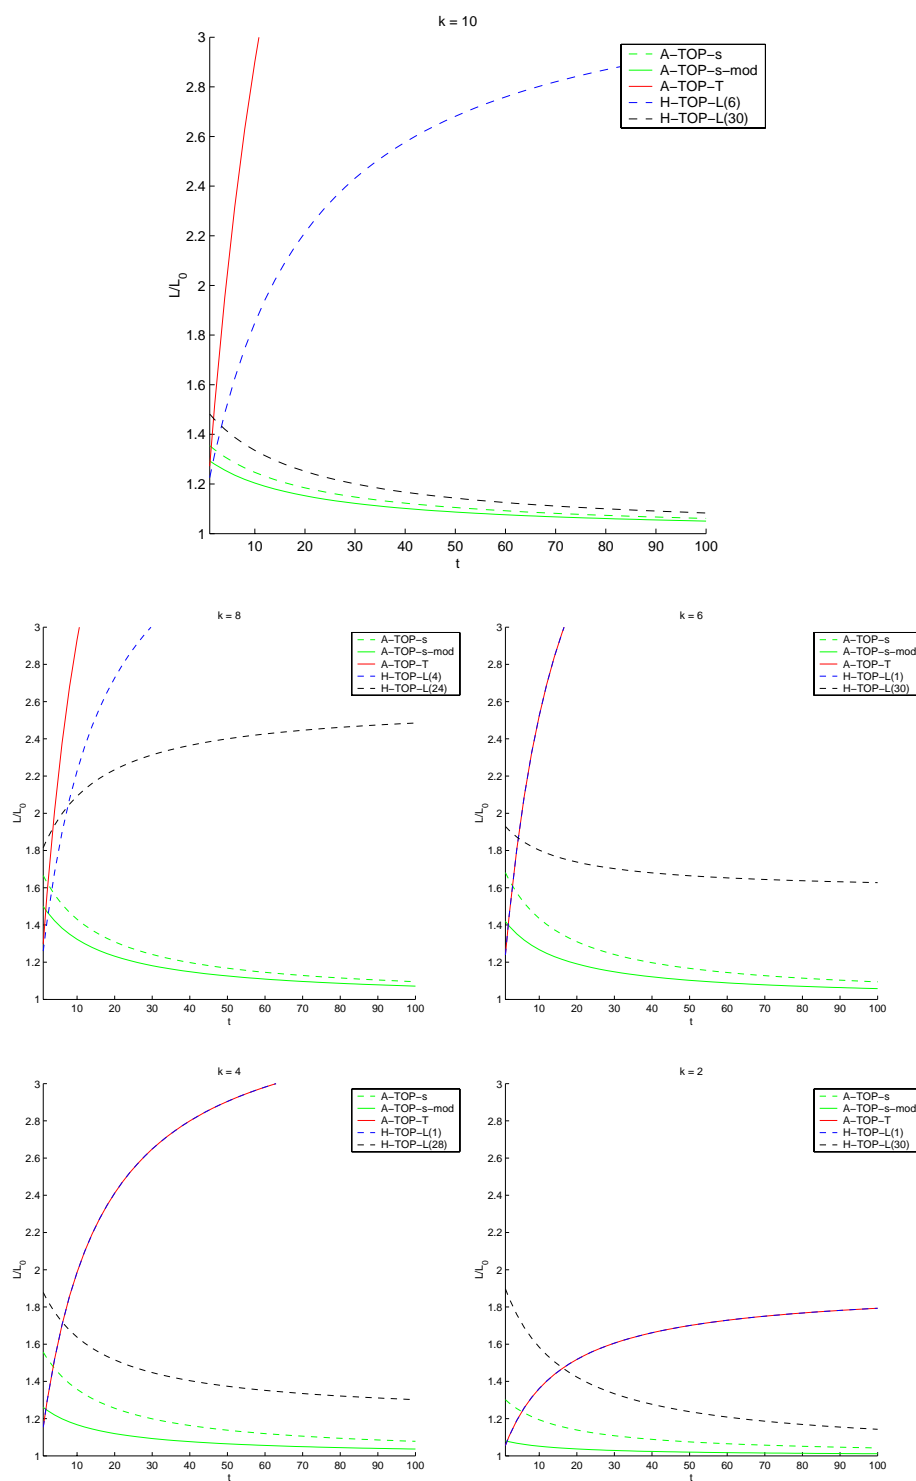 k = 10
3
2.8
2.6
2.4
2.2
2
1.8
1.6
1.4
1.2
1
L/L0
10 20 30 40 50 60 70 80 90 100
t
A−TOP−s
A−TOP−s−mod
A−TOP−T
H−TOP−L(6)
H−TOP−L(30)
k = 8
3
2.8
2.6
2.4
2.2
2
1.8
1.6
1.4
1.2
1
L/L0
10 20 30 40 50 60 70 80 90 100
t
A−TOP−s
A−TOP−s−mod
A−TOP−T
H−TOP−L(4)
H−TOP−L(24)
k = 6
3
2.8
2.6
2.4
2.2
2
1.8
1.6
1.4
1.2
1
L/L0
10 20 30 40 50 60 70 80 90 100
t
A−TOP−s
A−TOP−s−mod
A−TOP−T
H−TOP−L(1)
H−TOP−L(30)
k = 4
3
2.8
2.6
2.4
2.2
2
1.8
1.6
1.4
1.2
1
L/L0
10 20 30 40 50 60 70 80 90 100
t
A−TOP−s
A−TOP−s−mod
A−TOP−T
H−TOP−L(1)
H−TOP−L(28)
k = 2
3
2.8
2.6
2.4
2.2
2
1.8
1.6
1.4
1.2
1
L/L0
10 20 30 40 50 60 70 80 90 100
t
A−TOP−s
A−TOP−s−mod
A−TOP−T
H−TOP−L(1)
H−TOP−L(30)